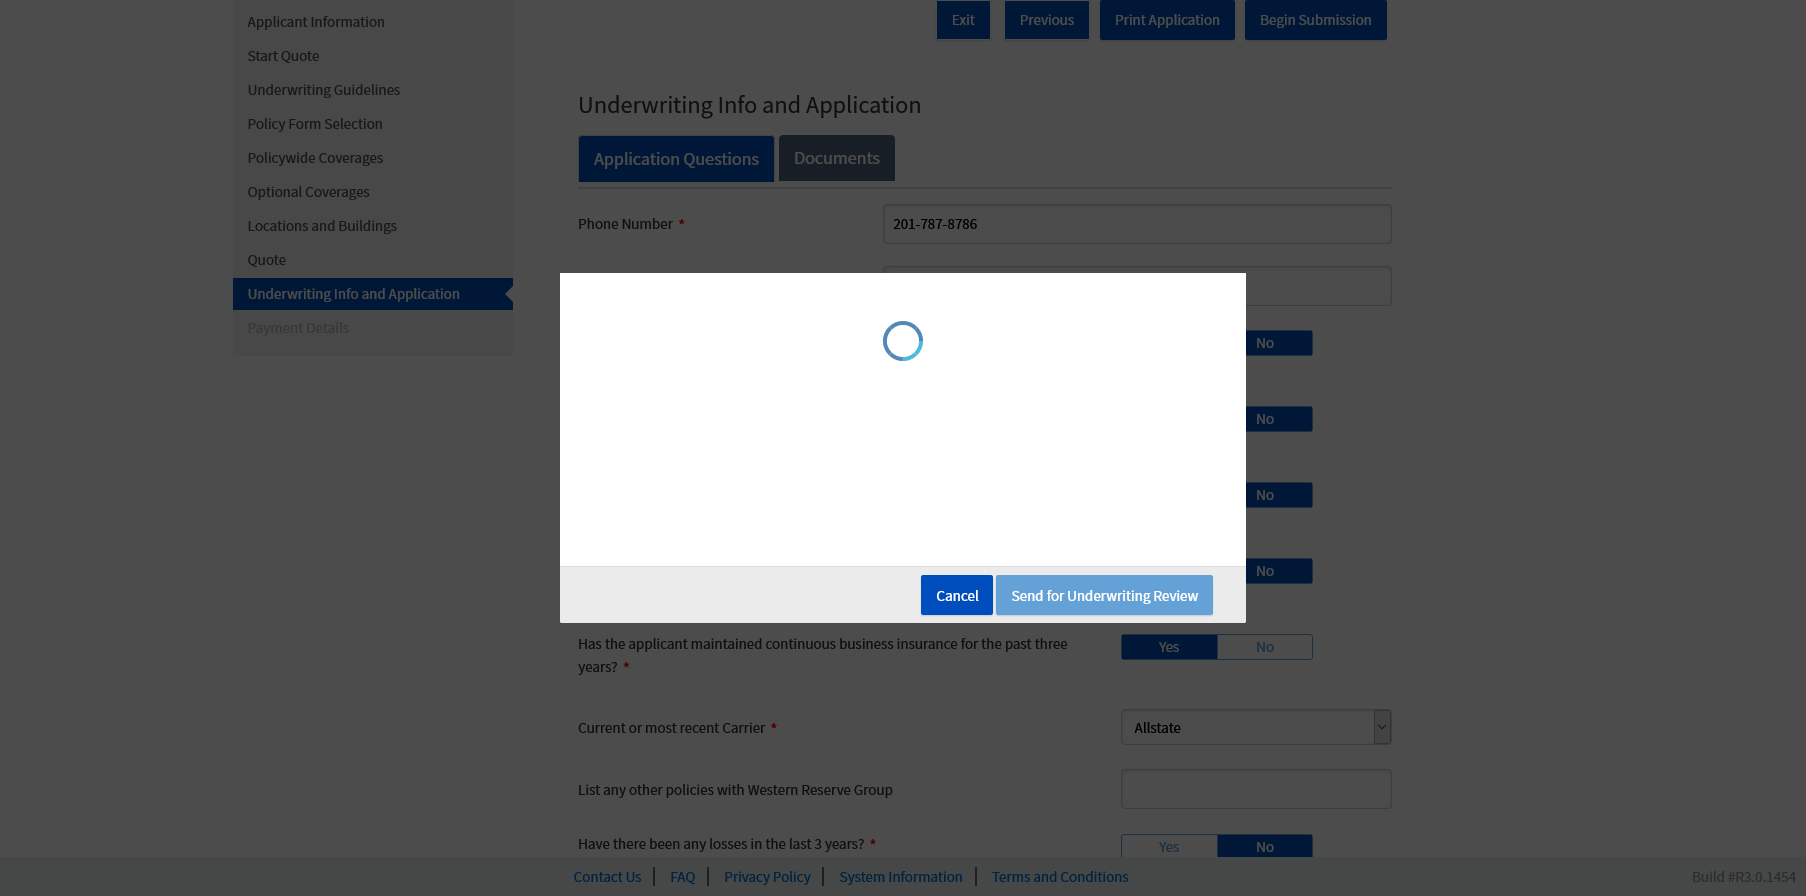 Applicant Information
Start Quote
Underwriting Guidelines
Policy Form Selection
Policywide Coverages
Optional Coverages
Locations and Buildings
Quote
Underwriting Info and Application
Payment Details
Exit
Previous
Print Application
Begin Submission
Underwriting Info and Application
Application Questions
Documents
Phone Number *
201-787-8786
No
No
No
No
Cancel
Send for Underwriting Review
Has the applicant maintained continuous business insurance for the past three
years? *
Yes
No
Current or most recent Carrier *
Allstate
List any other policies with Western Reserve Group
Have there been any losses in the last 3 years? *
Yes
No
Contact Us
FAQ
Privacy Policy
System Information
Terms and Conditions
Build #R3.0.1454